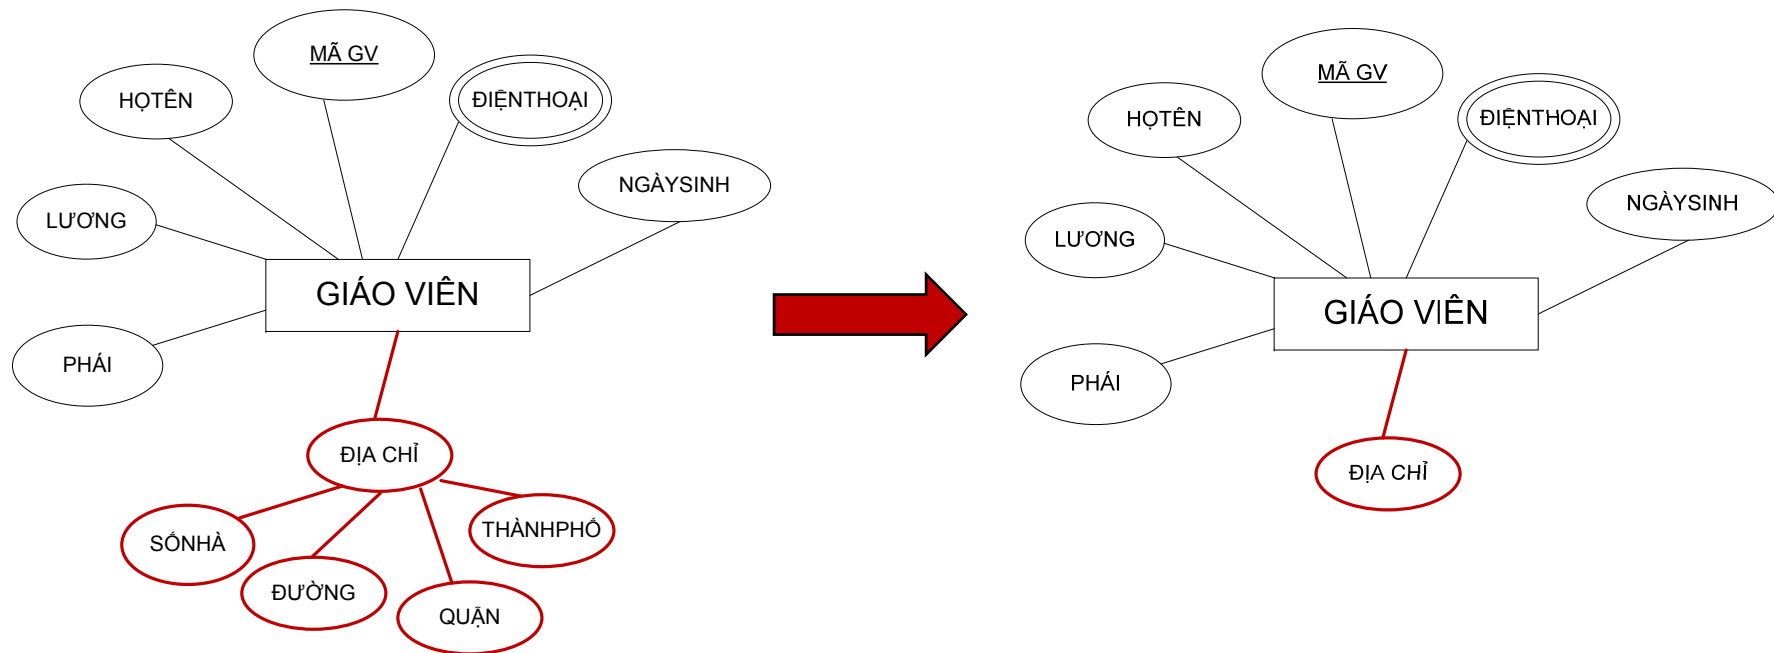 MÃ GV
HỌTÊN
ĐIỆNTHOẠI
NGÀYSINH
LƯƠNG
GIÁO VIÊN
PHÁI
ĐỊA CHỈ
SỐNHÀ
THÀNHPHỐ
ĐƯỜNG
QUẬN
MÃ GV
HỌTÊN
ĐIỆNTHOẠI
NGÀYSINH
LƯƠNG
GIÁO VIÊN
PHÁI
ĐỊA CHỈ